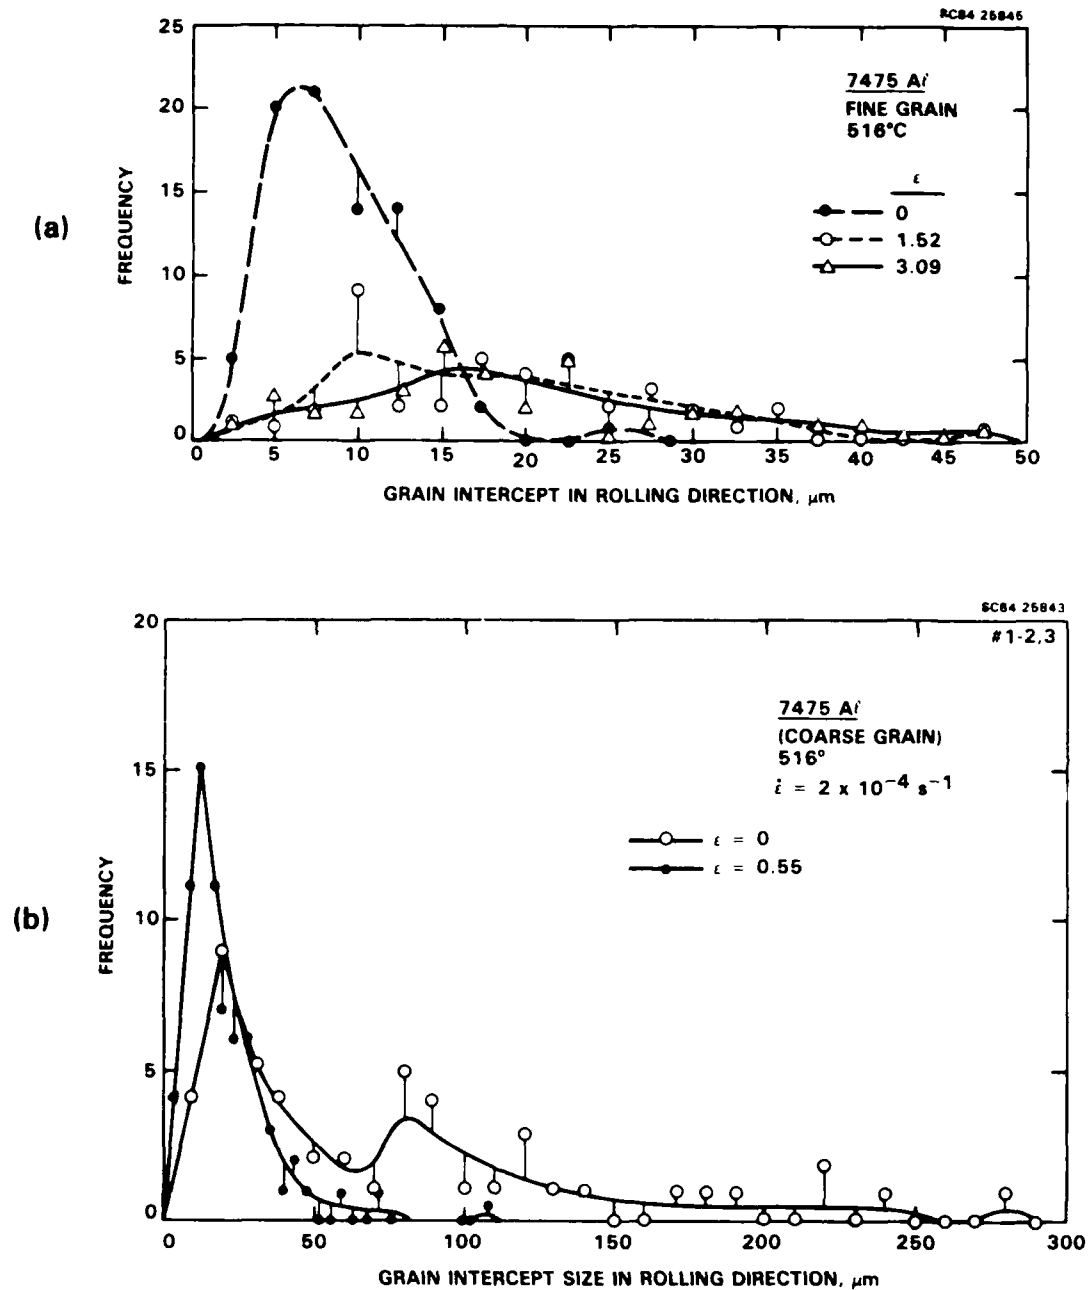 SC84 25845
(a)
FREQUENCY
25
20
15
10
5
0
7475 Aℓ
FINE GRAIN
516°C
ε
0
1.52
3.09
0 5 10 15 20 25 30 35 40 45 50
GRAIN INTERCEPT IN ROLLING DIRECTION, μm
SC84 25843
#1-2,3
(b)
FREQUENCY
20
15
10
5
0
7475 Aℓ
(COARSE GRAIN)
516°
ε̇ = 2 x 10⁻⁴ s⁻¹
ε = 0
ε = 0.55
0 50 100 150 200 250 300
GRAIN INTERCEPT SIZE IN ROLLING DIRECTION, μm